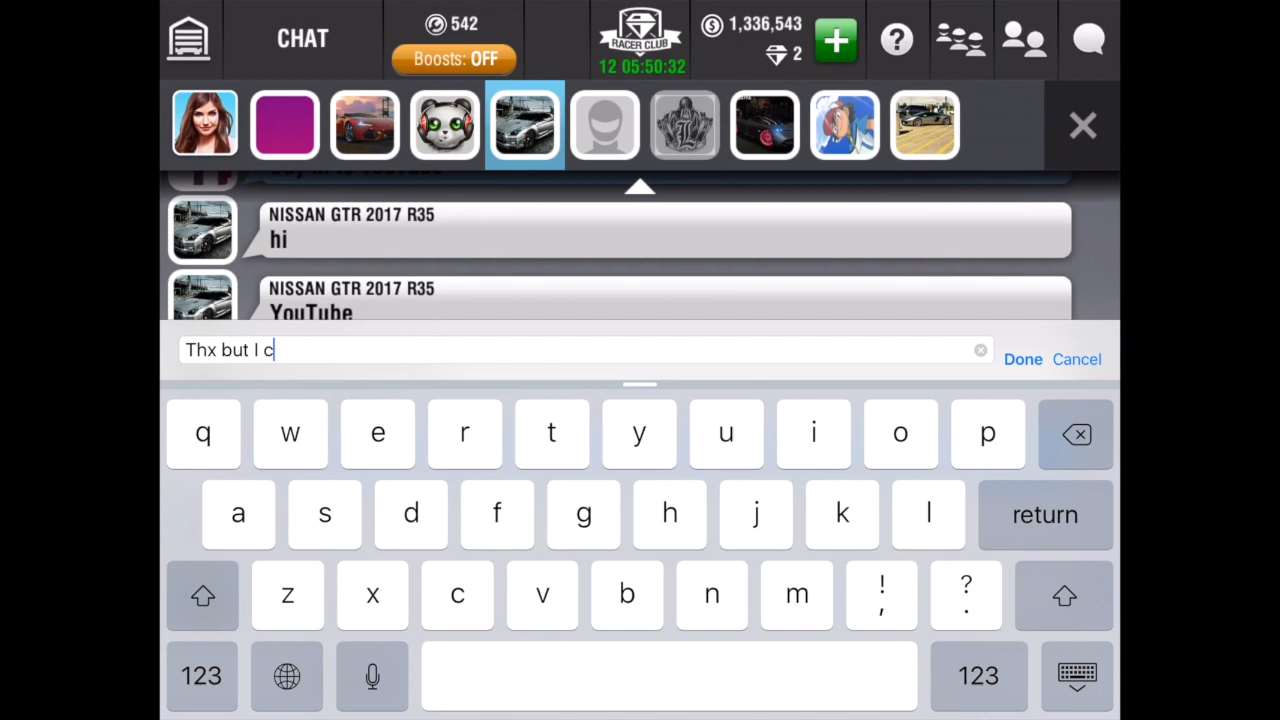 CHAT
542
Boosts: OFF
RACER CLUB
12 05:50:32
1,336,543
2
?
L
NISSAN GTR 2017 R35
hi
NISSAN GTR 2017 R35
YouTube
Thx but I c
Done Cancel
q w e r t y u i o p
a s d f g h j k l return
z x c v b n m ! , ? .
123 123